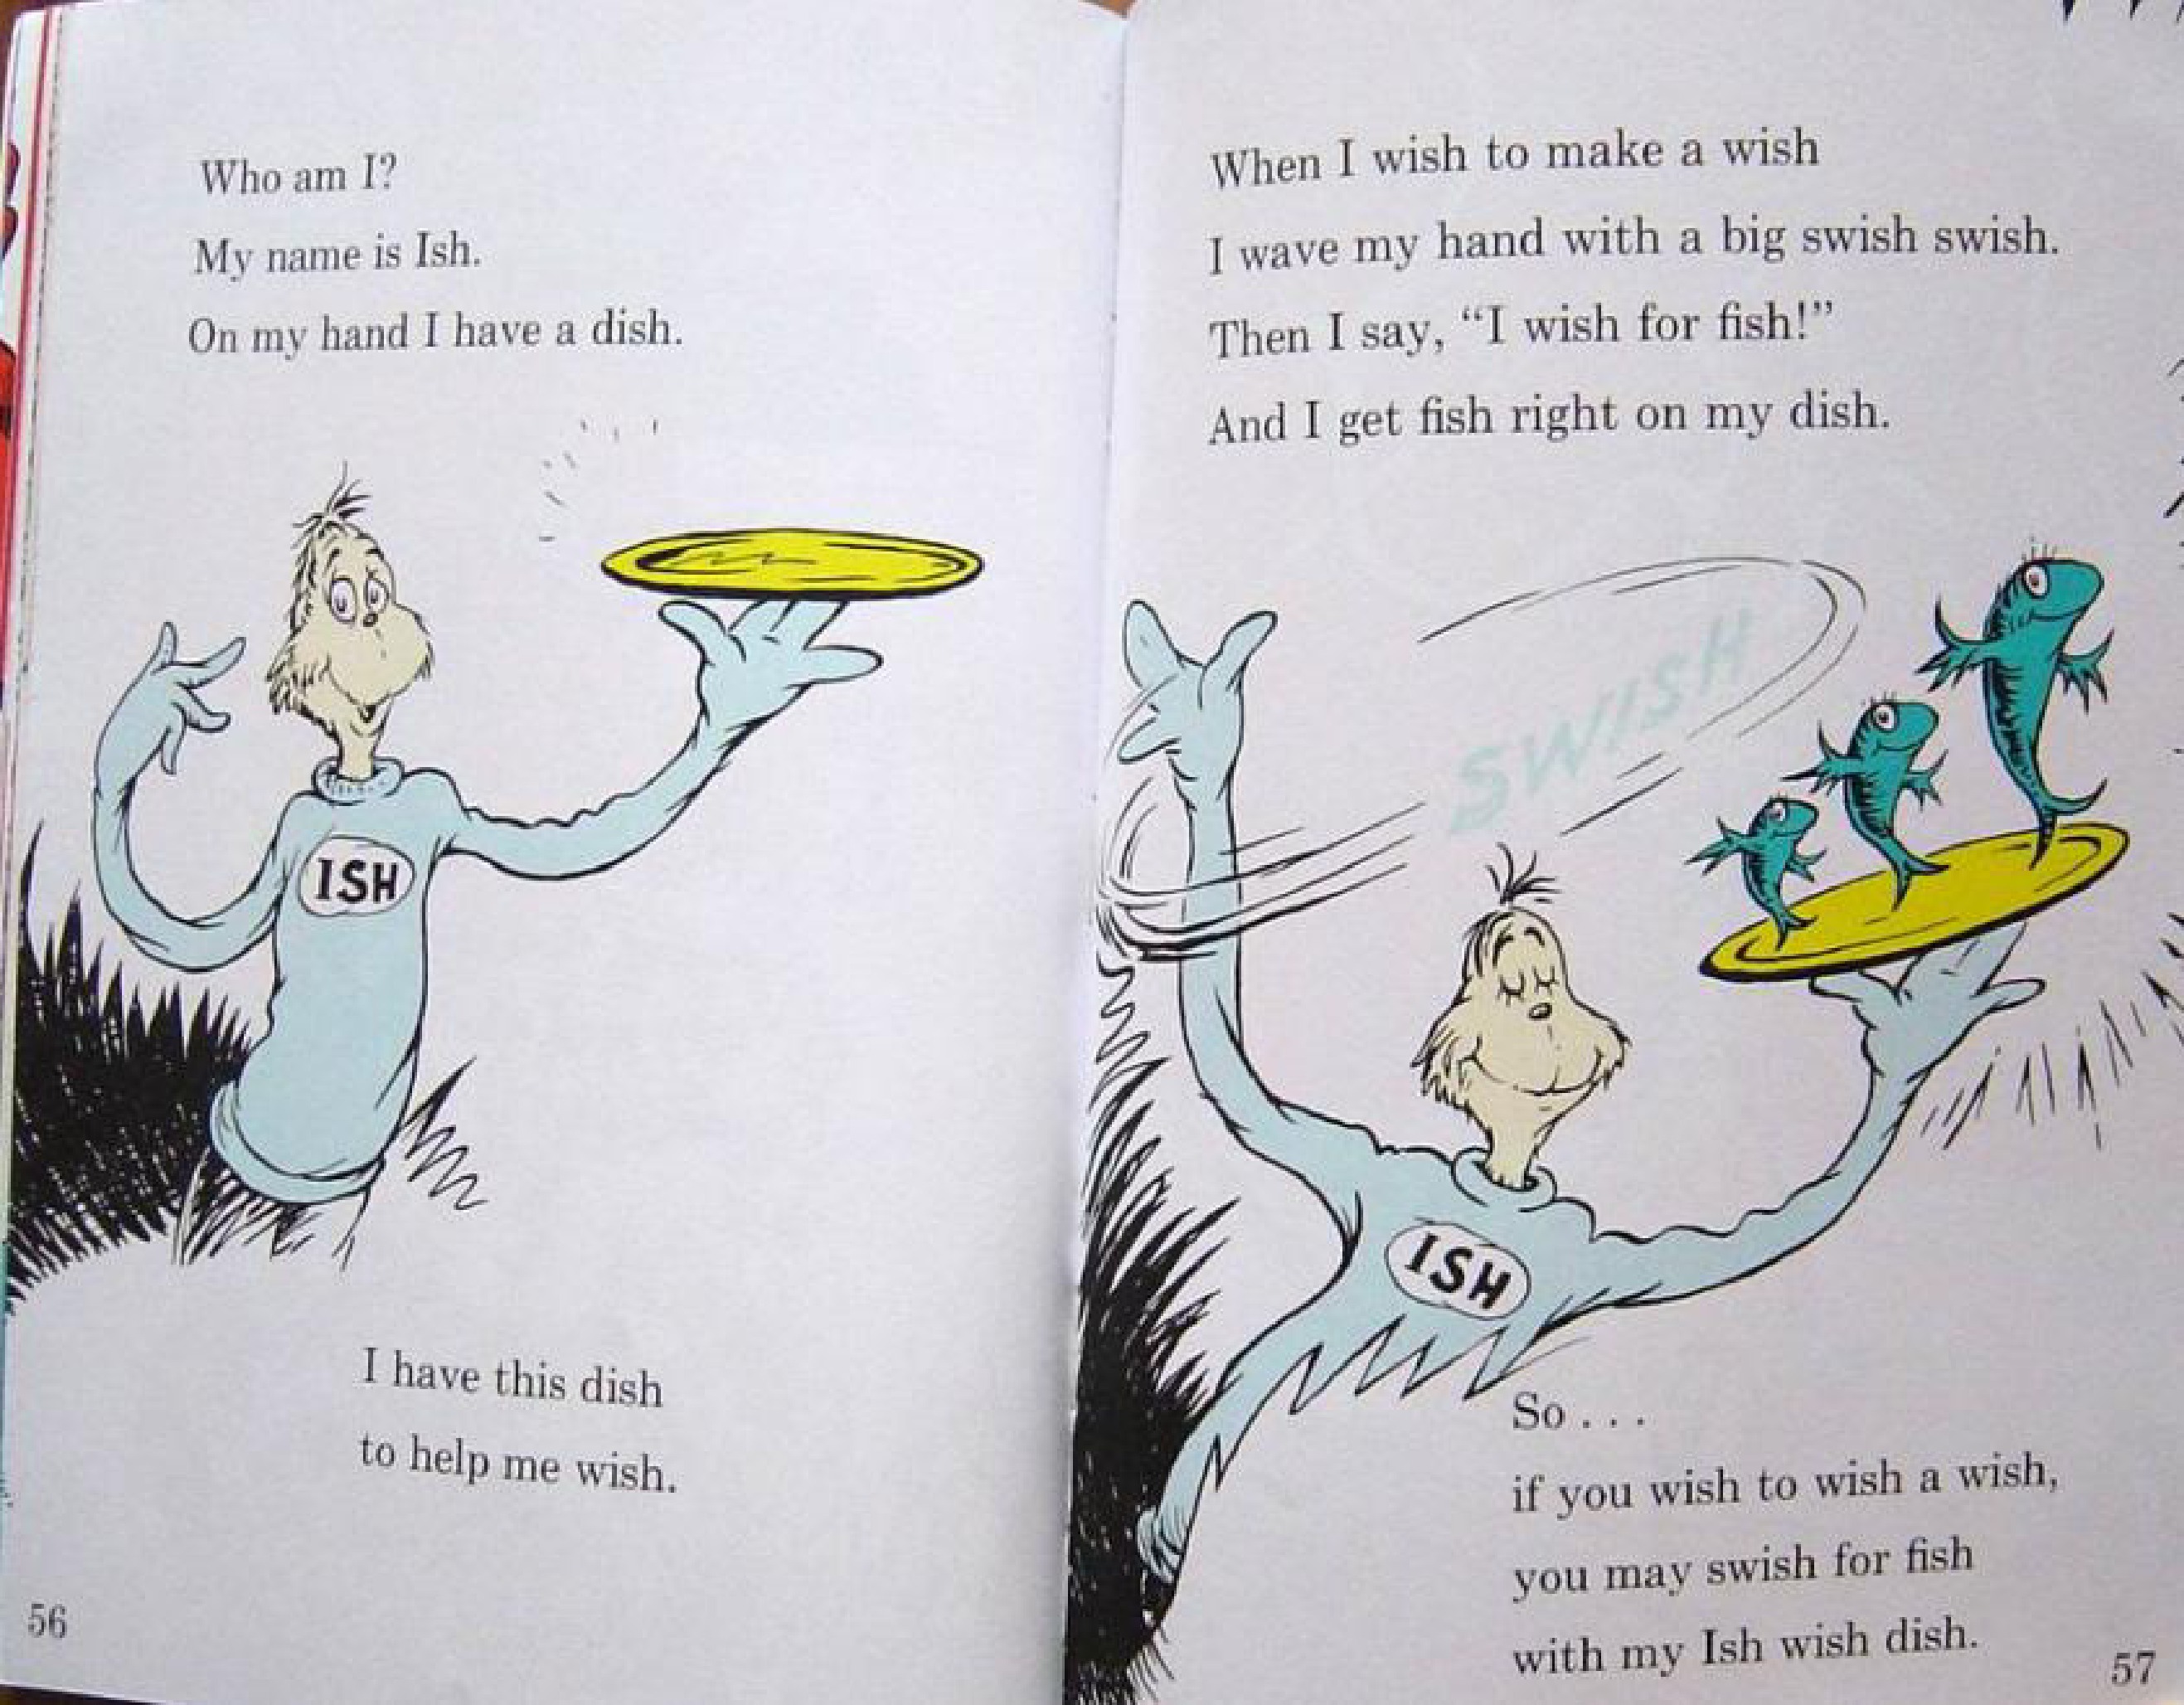 Who am I?
My name is Ish.
On my hand I have a dish.
ISH
I have this dish
to help me wish.
56
When I wish to make a wish
I wave my hand with a big swish swish.
Then I say, “I wish for fish!”
And I get fish right on my dish.
SWISH
ISH
So . . .
if you wish to wish a wish,
you may swish for fish
with my Ish wish dish.
57